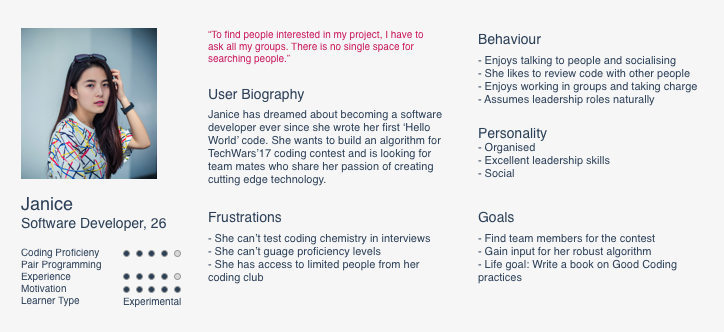 "To find people interested in my project, I have to
ask all my groups. There is no single space for
searching people."
User Biography
Janice has dreamed about becoming a software
developer ever since she wrote her first 'Hello
World' code. She wants to build an algorithm for
TechWars'17 coding contest and is looking for
team mates who share her passion of creating
cutting edge technology.
Behaviour
- Enjoys talking to people and socialising
- She likes to review code with other people
- Enjoys working in groups and taking charge
- Assumes leadership roles naturally
Personality
- Organised
- Excellent leadership skills
- Social
Janice
Software Developer, 26
Coding Proficieny
Pair Programming
Experience
Motivation
Learner Type Experimental
Frustrations
- She can't test coding chemistry in interviews
- She can't guage proficiency levels
- She has access to limited people from her
coding club
Goals
- Find team members for the contest
- Gain input for her robust algorithm
- Life goal: Write a book on Good Coding
practices